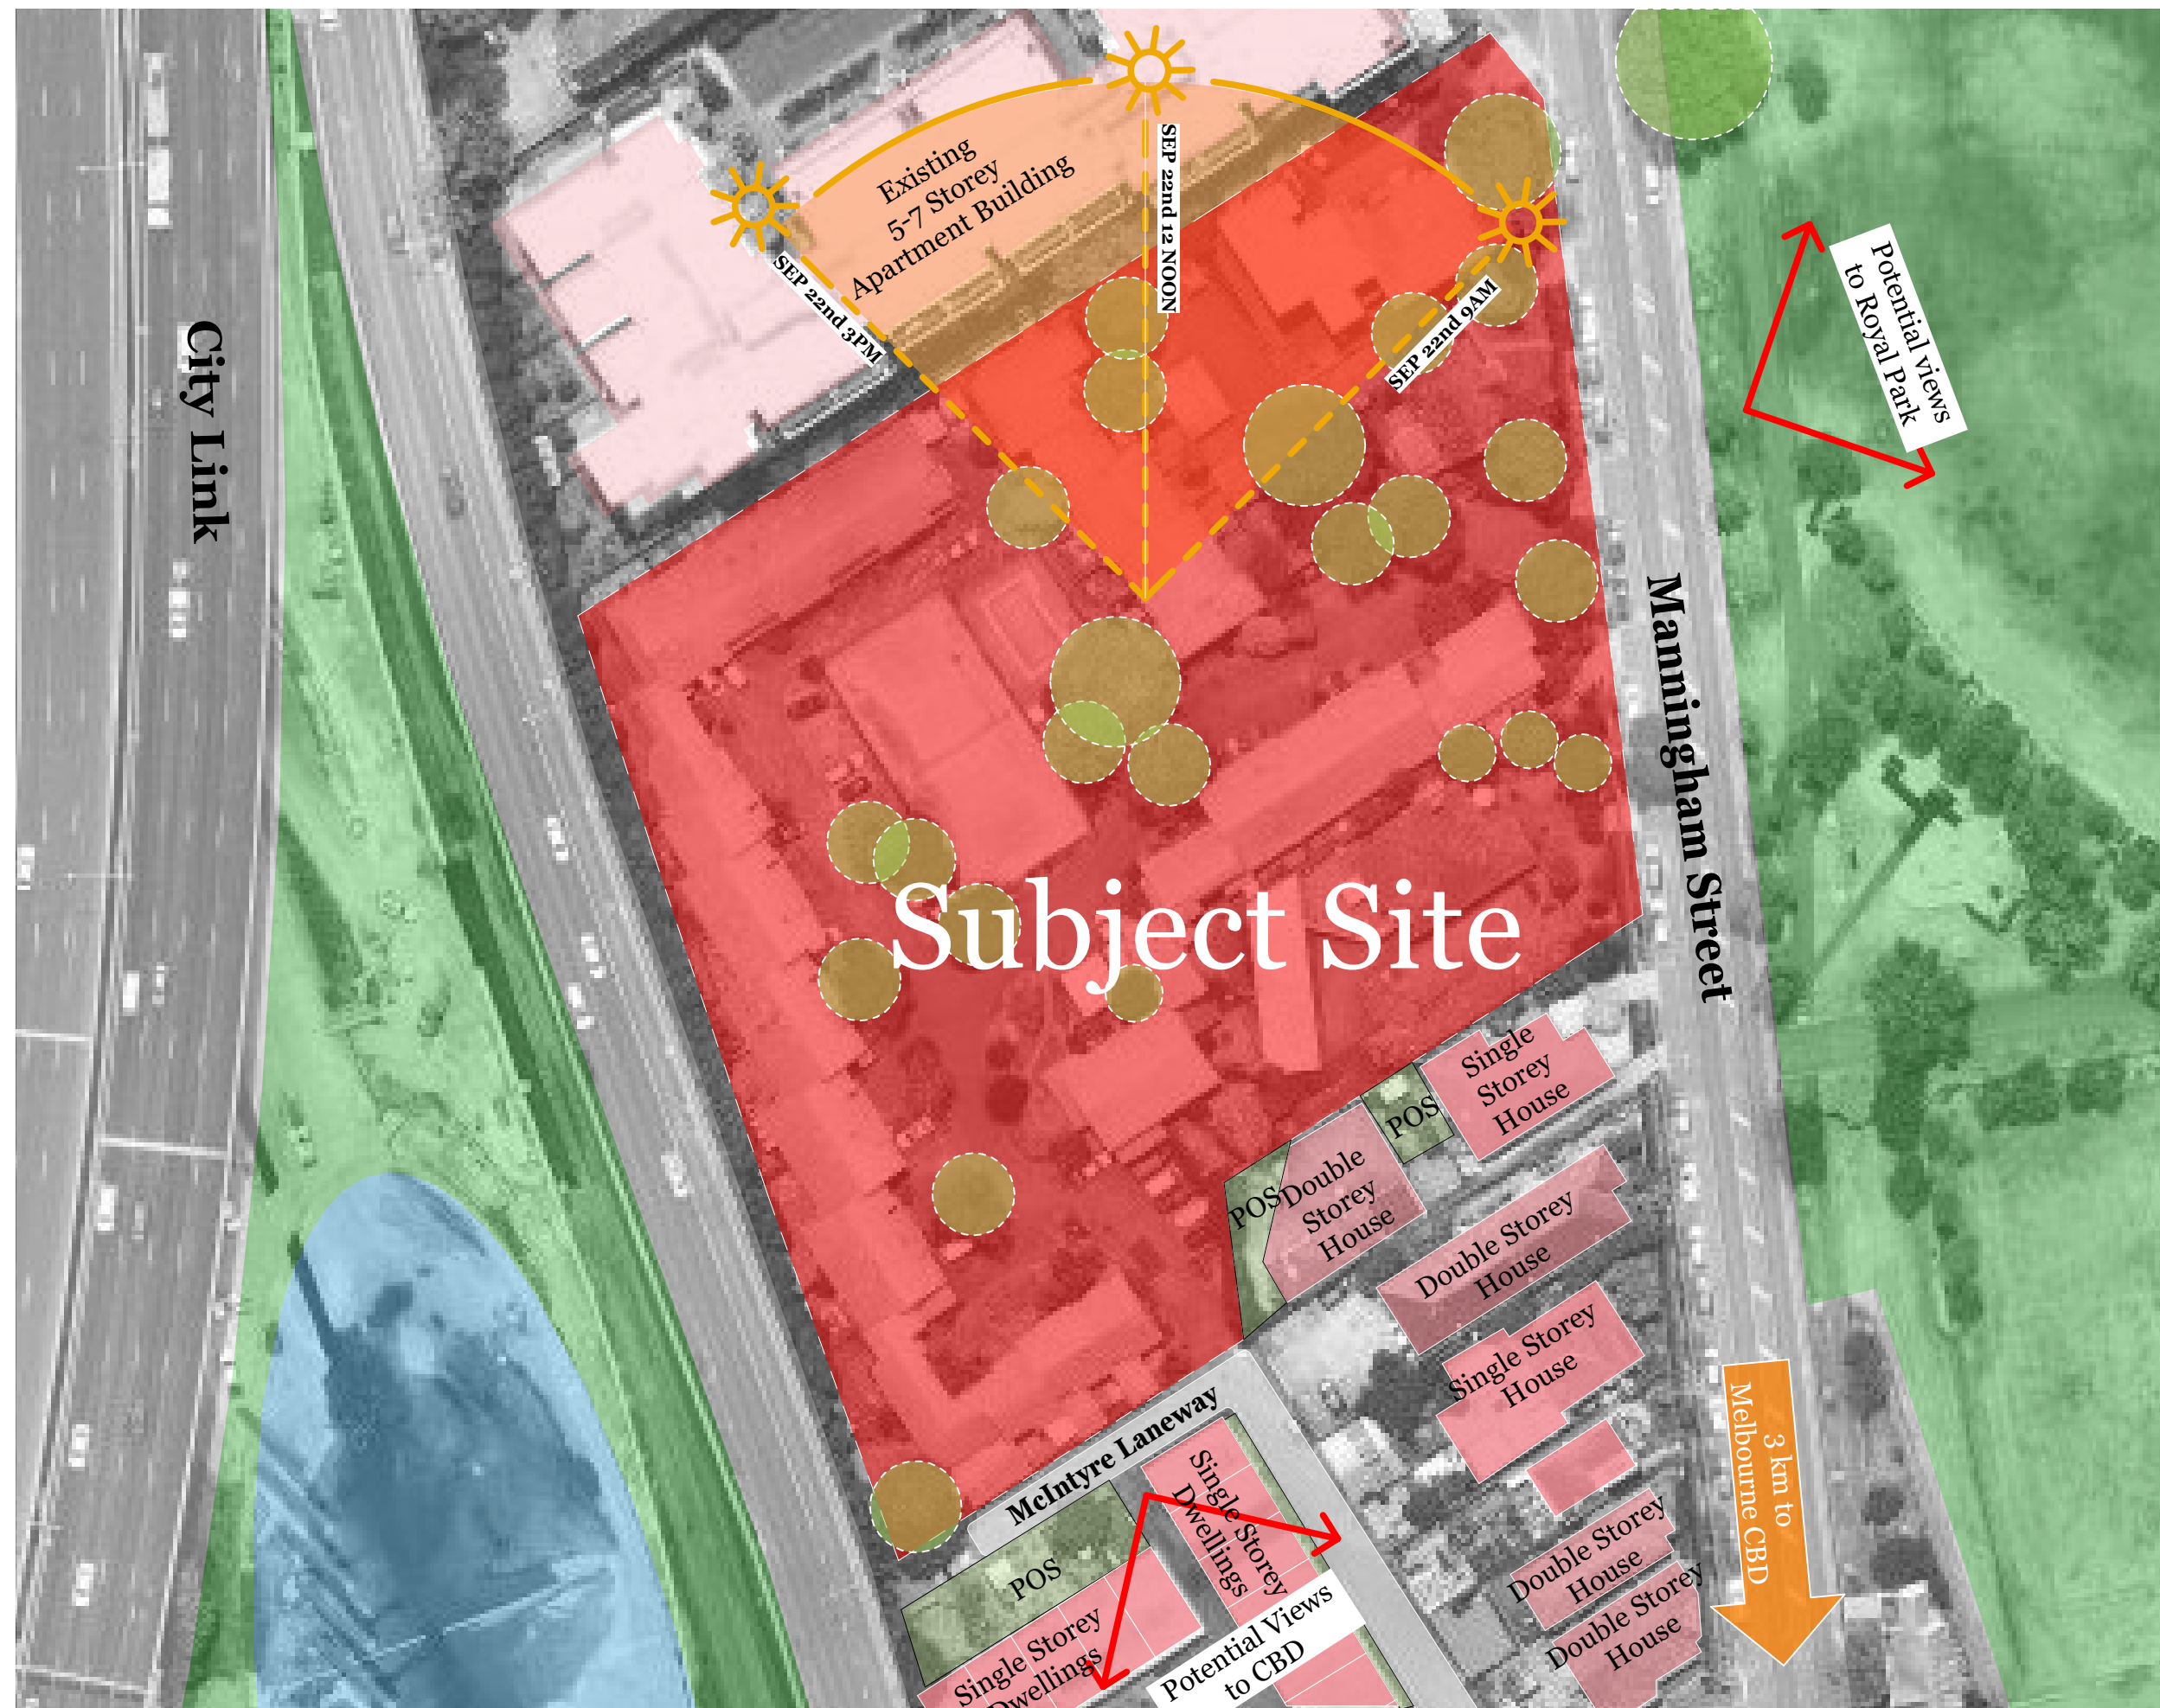 Existing
5-7 Storey
Apartment Building
SEP 22nd 12 NOON
SEP 22nd 3PM
SEP 22nd 9AM
Potential views
to Royal Park
City Link
Manningham Street
Subject Site
Single
Storey
House
POS
POS
Double
Storey
House
Double Storey
House
Single Storey
House
McIntyre Laneway
3 km to
Melbourne CBD
Single Storey
Dwellings
POS
Double Storey
House
Double Storey
House
Single Storey
Dwellings
Potential Views
to CBD